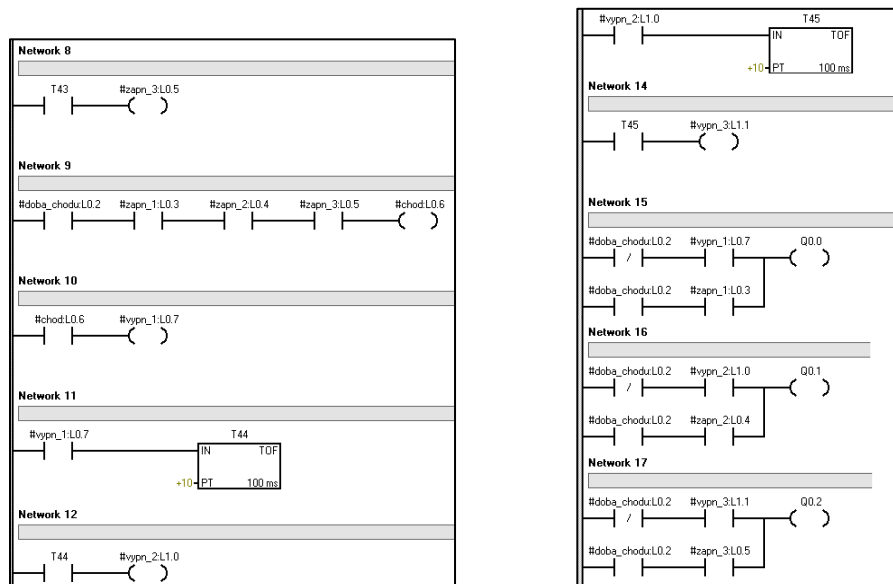 Network 8
T43 #zapn_3:L0.5
Network 9
#doba_chodu:L0.2 #zapn_1:L0.3 #zapn_2:L0.4 #zapn_3:L0.5 #chod:L0.6
Network 10
#chod:L0.6 #vypn_1:L0.7
Network 11
#vypn_1:L0.7 T44
IN TOF
+10 PT 100 ms
Network 12
T44 #vypn_2:L1.0
#vypn_2:L1.0 T45
IN TOF
+10 PT 100 ms
Network 14
T45 #vypn_3:L1.1
Network 15
#doba_chodu:L0.2 #vypn_1:L0.7 Q0.0
/
#doba_chodu:L0.2 #zapn_1:L0.3
Network 16
#doba_chodu:L0.2 #vypn_2:L1.0 Q0.1
/
#doba_chodu:L0.2 #zapn_2:L0.4
Network 17
#doba_chodu:L0.2 #vypn_3:L1.1 Q0.2
/
#doba_chodu:L0.2 #zapn_3:L0.5